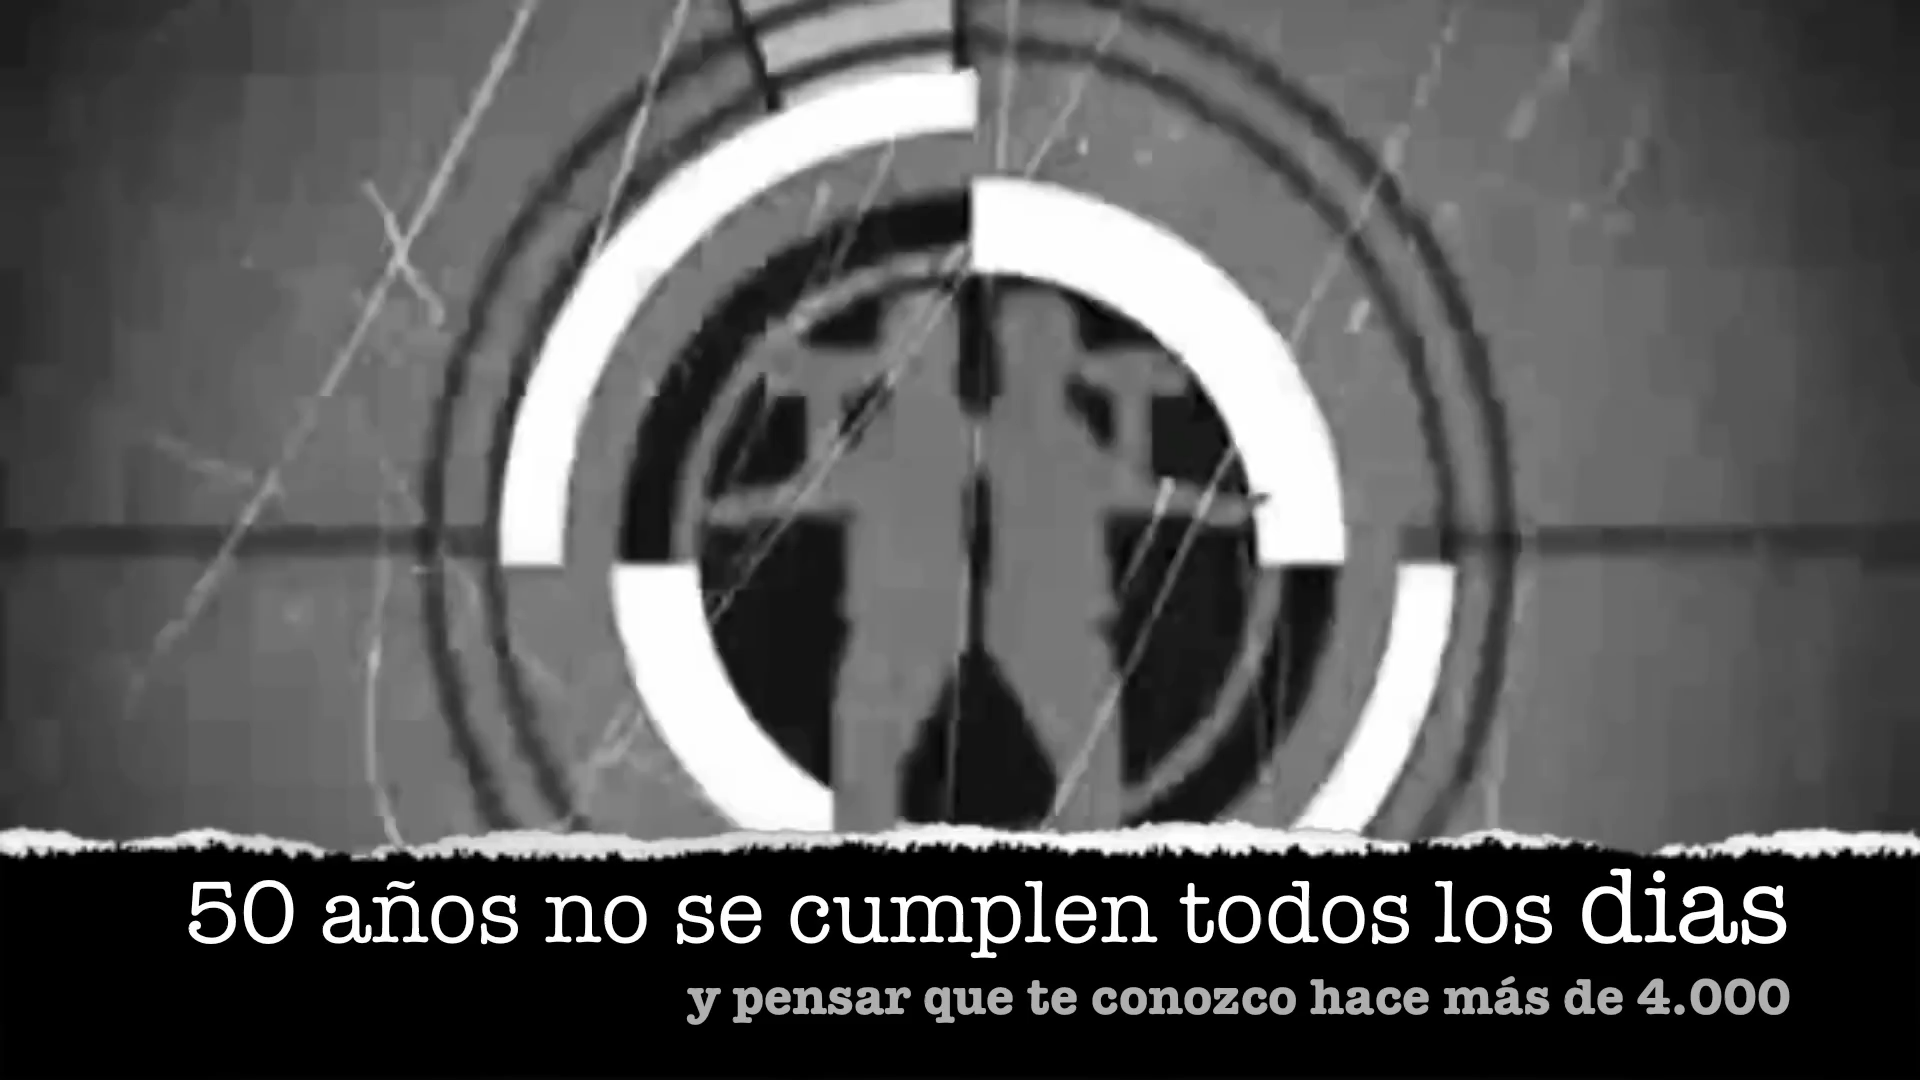 50 años no se cumplen todos los dias
y pensar que te conozco hace más de 4.000